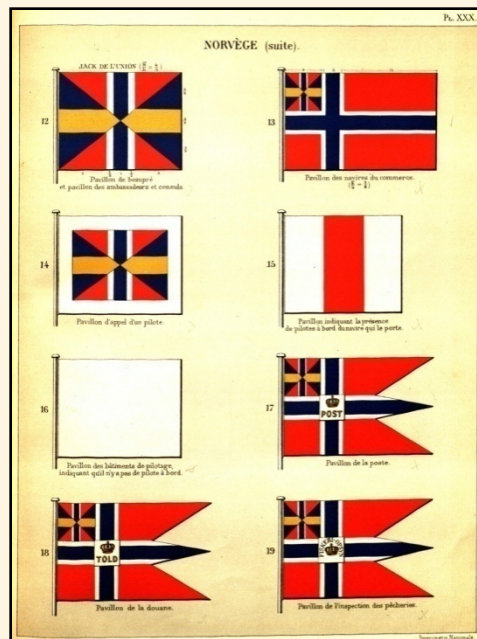 PL. XXX.
NORVÈGE (suite).
JACK DE L'UNION
12
Pavillon de beaupré
et pavillon des ambassadeurs et consuls.
13
Pavillon des navires du commerce.
14
Pavillon d'appel d'un pilote.
15
Pavillon indiquant la présence
de pilotes à bord du navire qui le porte.
16
Pavillon des bâtiments de pilotage,
indiquant qu'il n'y a pas de pilote à bord.
17
POST
Pavillon de la poste.
18
TOLD
Pavillon de la douane.
19
Pavillon de l'inspection des pêcheries.
Imprimerie Nationale.